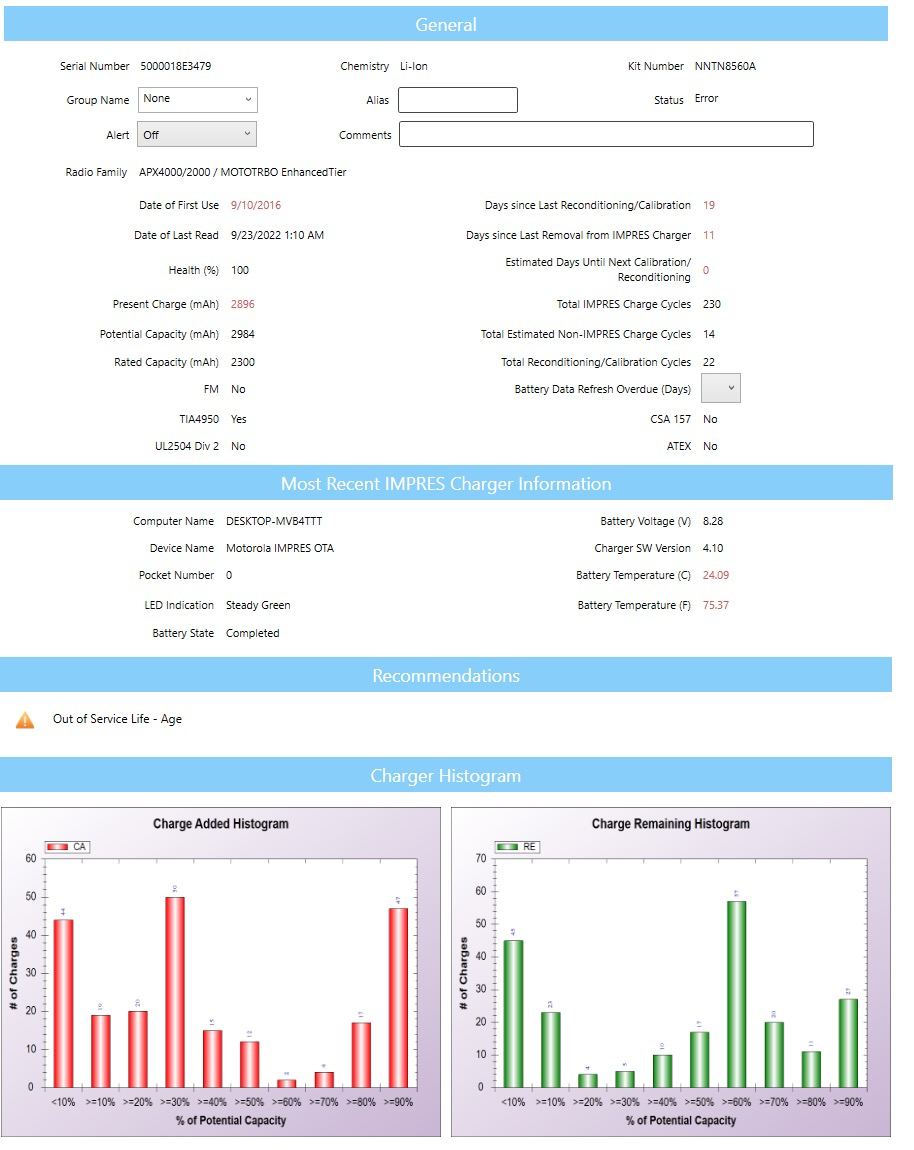 General
Serial Number 5000018E3479 Chemistry Li-Ion Kit Number NNTN8560A
Group Name None Alias Status Error
Alert Off Comments
Radio Family APX4000/2000 / MOTOTRBO EnhancedTier
Date of First Use 9/10/2016 Days since Last Reconditioning/Calibration 19
Date of Last Read 9/23/2022 1:10 AM Days since Last Removal from IMPRES Charger 11
Health (%) 100 Estimated Days Until Next Calibration/
Reconditioning 0
Present Charge (mAh) 2896 Total IMPRES Charge Cycles 230
Potential Capacity (mAh) 2984 Total Estimated Non-IMPRES Charge Cycles 14
Rated Capacity (mAh) 2300 Total Reconditioning/Calibration Cycles 22
FM No Battery Data Refresh Overdue (Days)
TIA4950 Yes CSA 157 No
UL2504 Div 2 No ATEX No
Most Recent IMPRES Charger Information
Computer Name DESKTOP-MVB4TTT Battery Voltage (V) 8.28
Device Name Motorola IMPRES OTA Charger SW Version 4.10
Pocket Number 0 Battery Temperature (C) 24.09
LED Indication Steady Green Battery Temperature (F) 75.37
Battery State Completed
Recommendations
Out of Service Life - Age
Charger Histogram
Charge Added Histogram
CA
# of Charges
60
50
40
30
20
10
0
44 19 20 50 15 12 2 4 17 47
<10% >=10% >=20% >=30% >=40% >=50% >=60% >=70% >=80% >=90%
% of Potential Capacity
Charge Remaining Histogram
RE
# of Charges
70
60
50
40
30
20
10
0
45 23 4 5 10 17 57 20 11 27
<10% >=10% >=20% >=30% >=40% >=50% >=60% >=70% >=80% >=90%
% of Potential Capacity